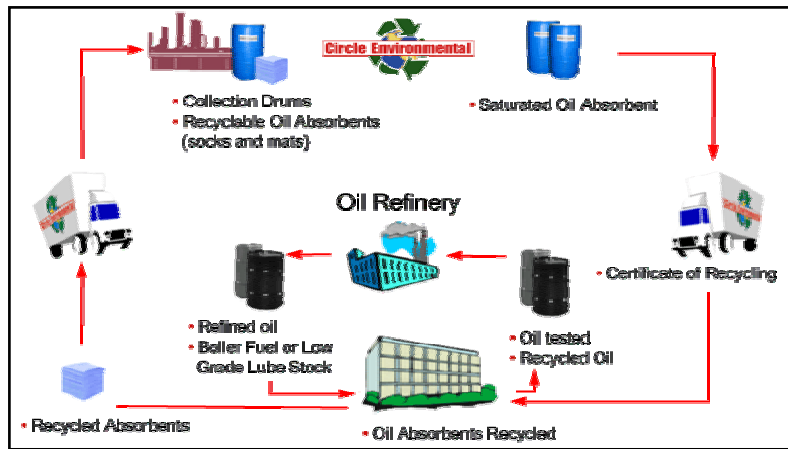 Circle Environmental
• Collection Drums
• Recyclable Oil Absorbents
(socks and mats)
• Saturated Oil Absorbent
Oil Refinery
• Certificate of Recycling
• Refined oil
• Boiler Fuel or Low
Grade Lube Stock
• Oil tested
• Recycled Oil
• Recycled Absorbents
• Oil Absorbents Recycled